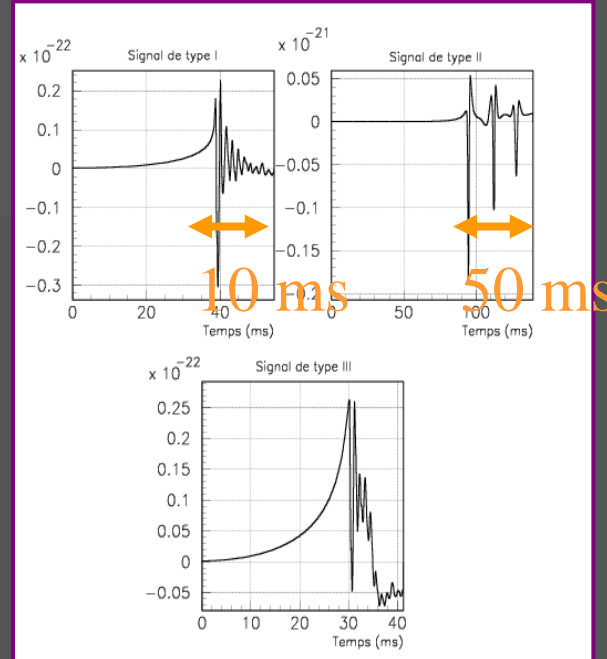 x 10-22
Signal de type I
0.2
0.1
0
-0.1
-0.2
-0.3
0 20 40
Temps (ms)
10 ms
x 10-21
Signal de type II
0.05
0
-0.05
-0.1
-0.15
-0.2
0 50 100
Temps (ms)
50 ms
x 10-22
Signal de type III
0.25
0.2
0.15
0.1
0.05
0
-0.05
0 10 20 30 40
Temps (ms)